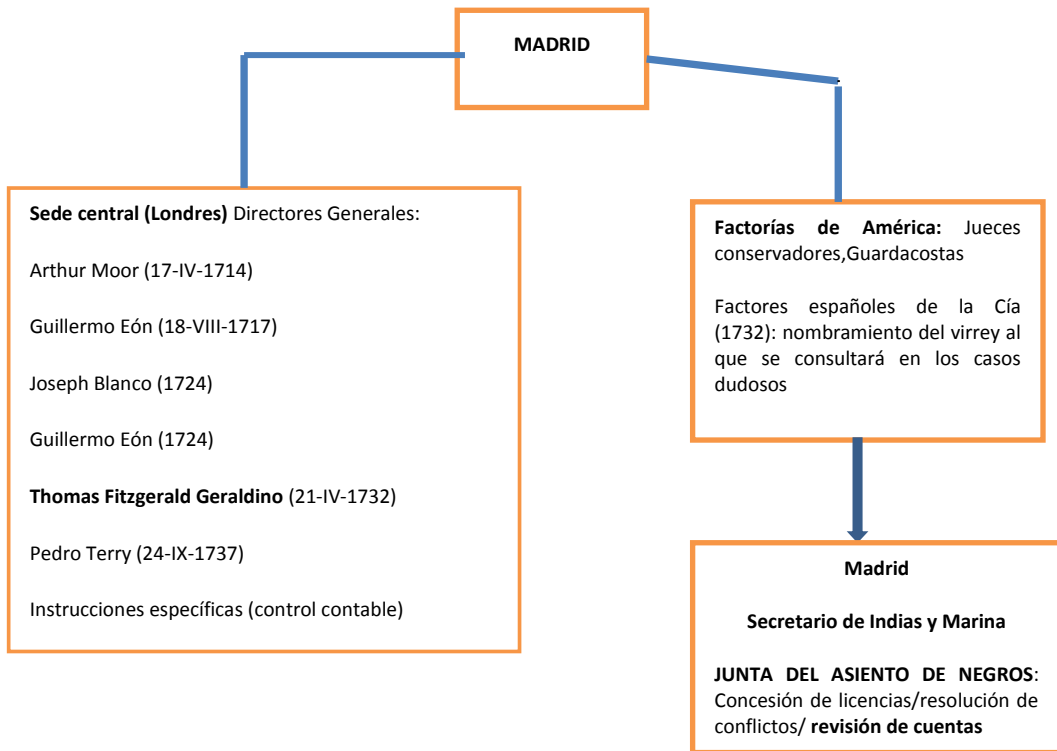 MADRID
Sede central (Londres) Directores Generales:
Arthur Moor (17-IV-1714)
Guillermo Eón (18-VIII-1717)
Joseph Blanco (1724)
Guillermo Eón (1724)
Thomas Fitzgerald Geraldino (21-IV-1732)
Pedro Terry (24-IX-1737)
Instrucciones específicas (control contable)
Factorías de América: Jueces
conservadores,Guardacostas
Factores españoles de la Cía
(1732): nombramiento del virrey al
que se consultará en los casos
dudosos
Madrid
Secretario de Indias y Marina
JUNTA DEL ASIENTO DE NEGROS:
Concesión de licencias/resolución de
conflictos/ revisión de cuentas